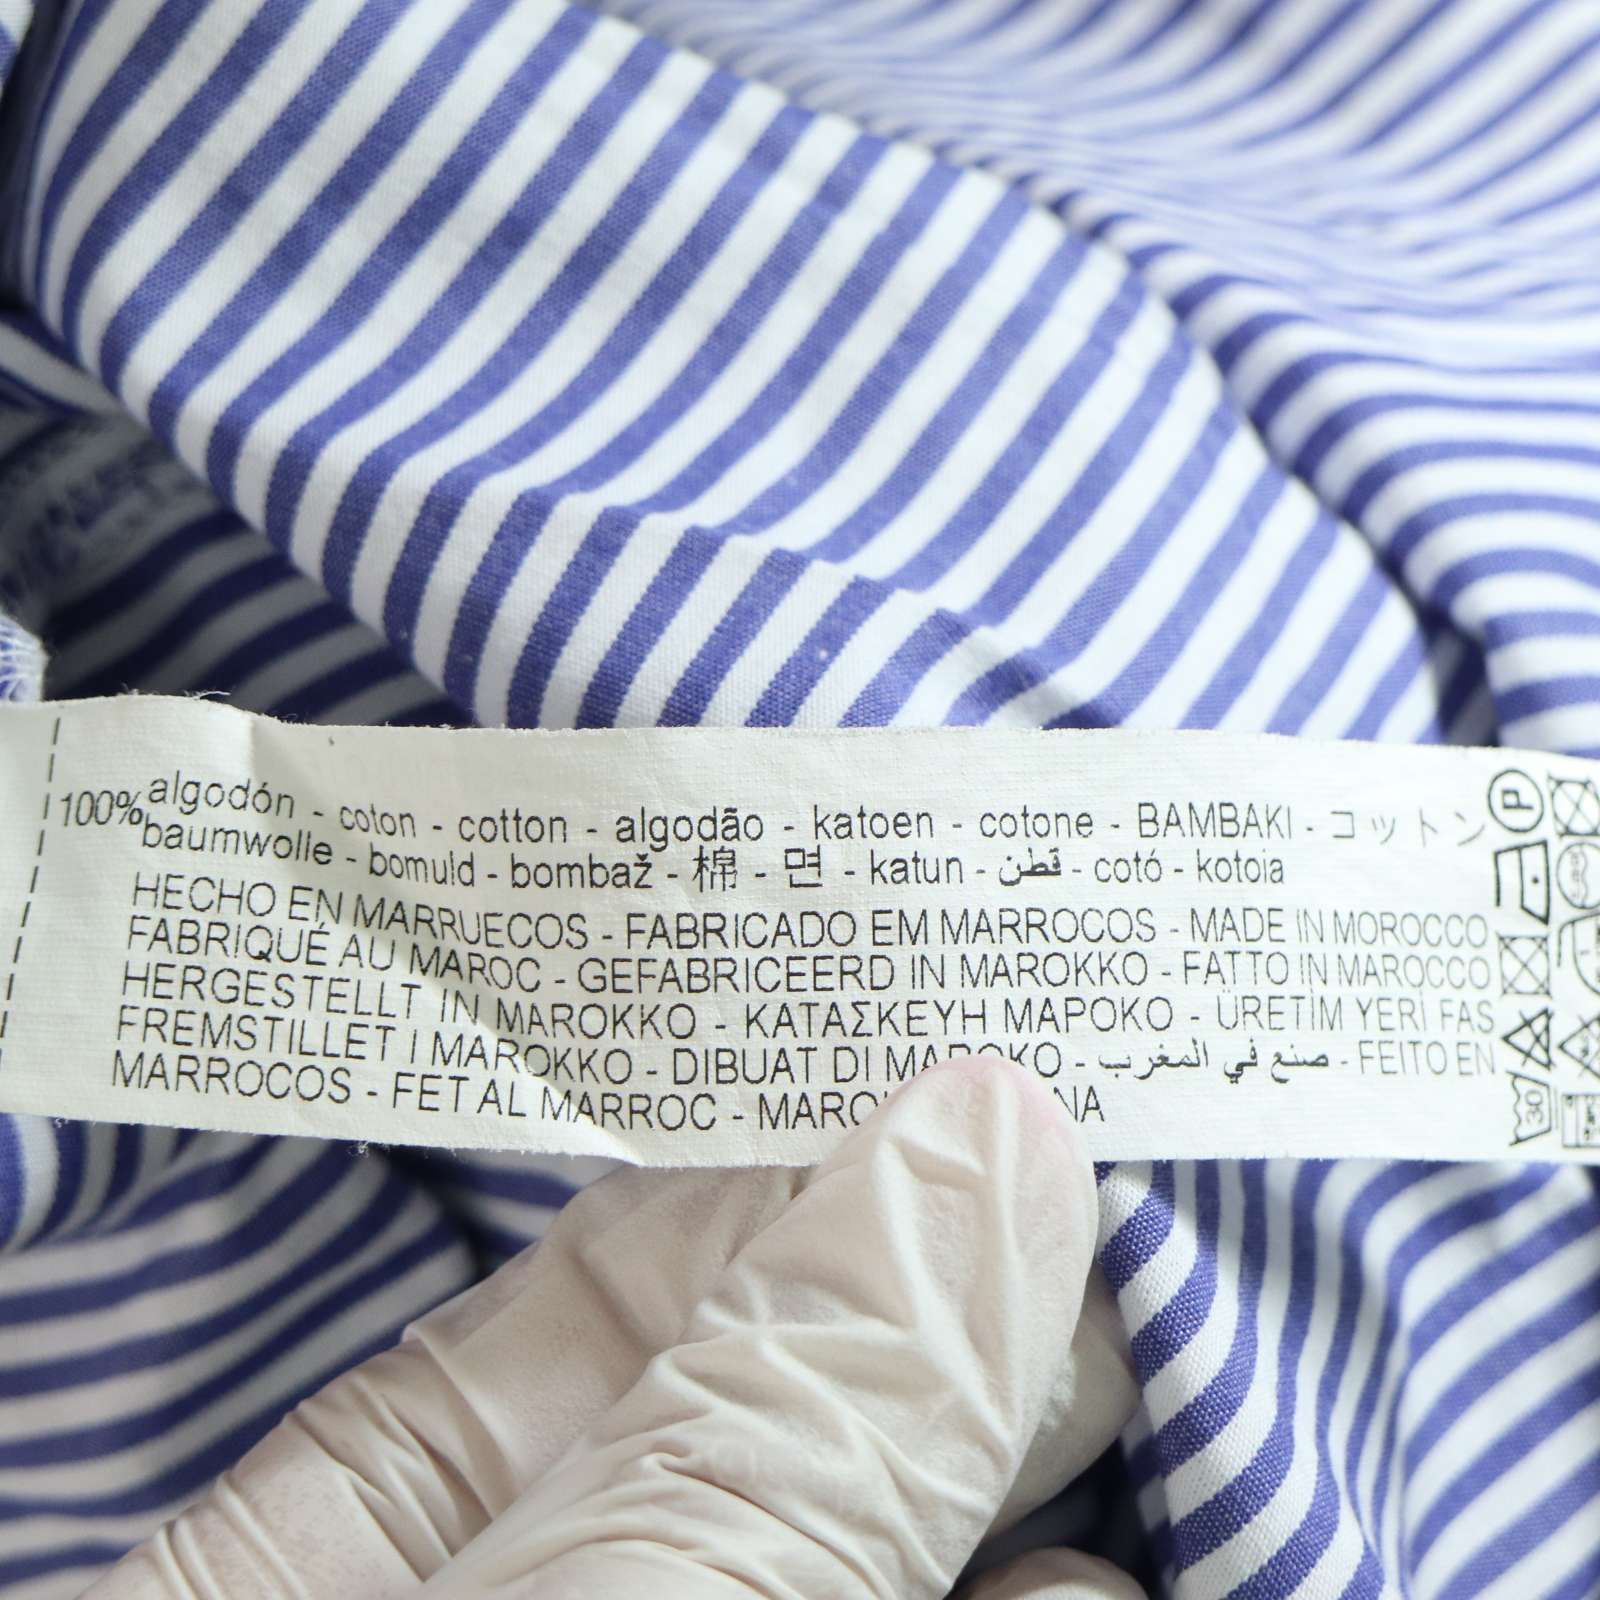 100% algodón - coton - cotton - algodão - katoen - cotone - BAMBAKI - コットン
baumwolle - bomuld - bombaž - 棉 - 면 - katun - قطن - cotó - kotoia
HECHO EN MARRUECOS - FABRICADO EM MARROCOS - MADE IN MOROCCO
FABRIQUÉ AU MAROC - GEFABRICEERD IN MAROKKO - FATTO IN MAROCCO
HERGESTELLT IN MAROKKO - ΚΑΤΑΣΚΕΥΗ ΜΑΡΟΚΟ - ÜRETİM YERİ FAS
FREMSTILLET I MAROKKO - DIBUAT DI MAROKO - صنع في المغرب - FEITO EN
MARROCOS - FET AL MARROC -
P
30